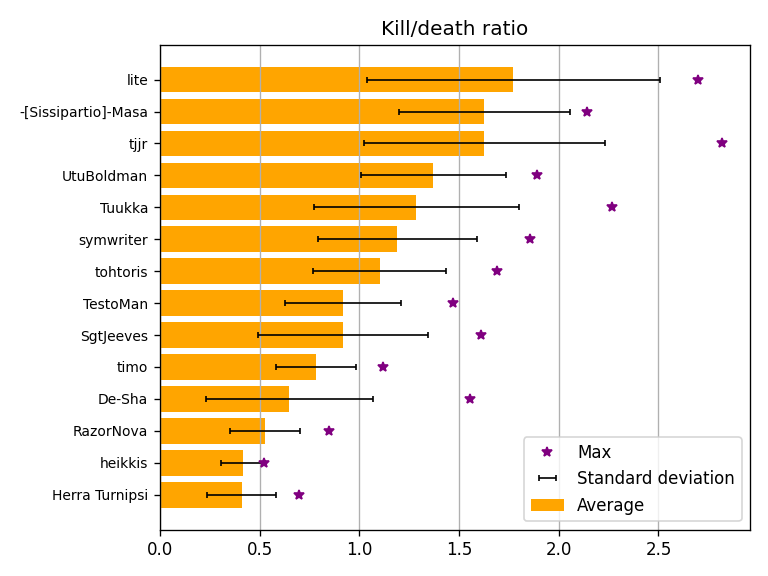 Kill/death ratio
lite
-[Sissipartio]-Masa
tjjr
UtuBoldman
Tuukka
symwriter
tohtoris
TestoMan
SgtJeeves
timo
De-Sha
RazorNova
heikkis
Herra Turnipsi
Max
Standard deviation
Average
0.0 0.5 1.0 1.5 2.0 2.5